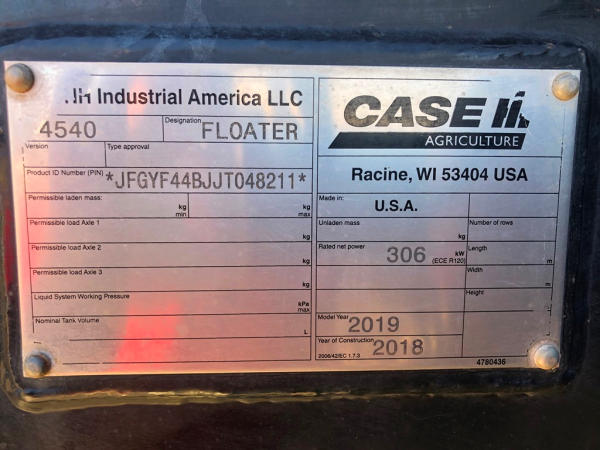 Industrial America LLC
4540
Designation
FLOATER
Version
Type approval
Product ID Number (PIN)
*JFGYF44BJJT048211*
Permissible laden mass:
kg
min
kg
max
Permissible load Axle 1
kg
Permissible load Axle 2
kg
Permissible load Axle 3
kg
Liquid System Working Pressure
kPa
max
Nominal Tank Volume
L
CASE IH
AGRICULTURE
Racine, WI 53404 USA
Made in:
U.S.A.
Unladen mass
kg
Number of rows
Rated net power
306
kW
(ECE R120)
Length
m
Width
m
Height
m
Model Year
2019
Year of Construction
2018
2006/42/EC 1.7.3
4780436